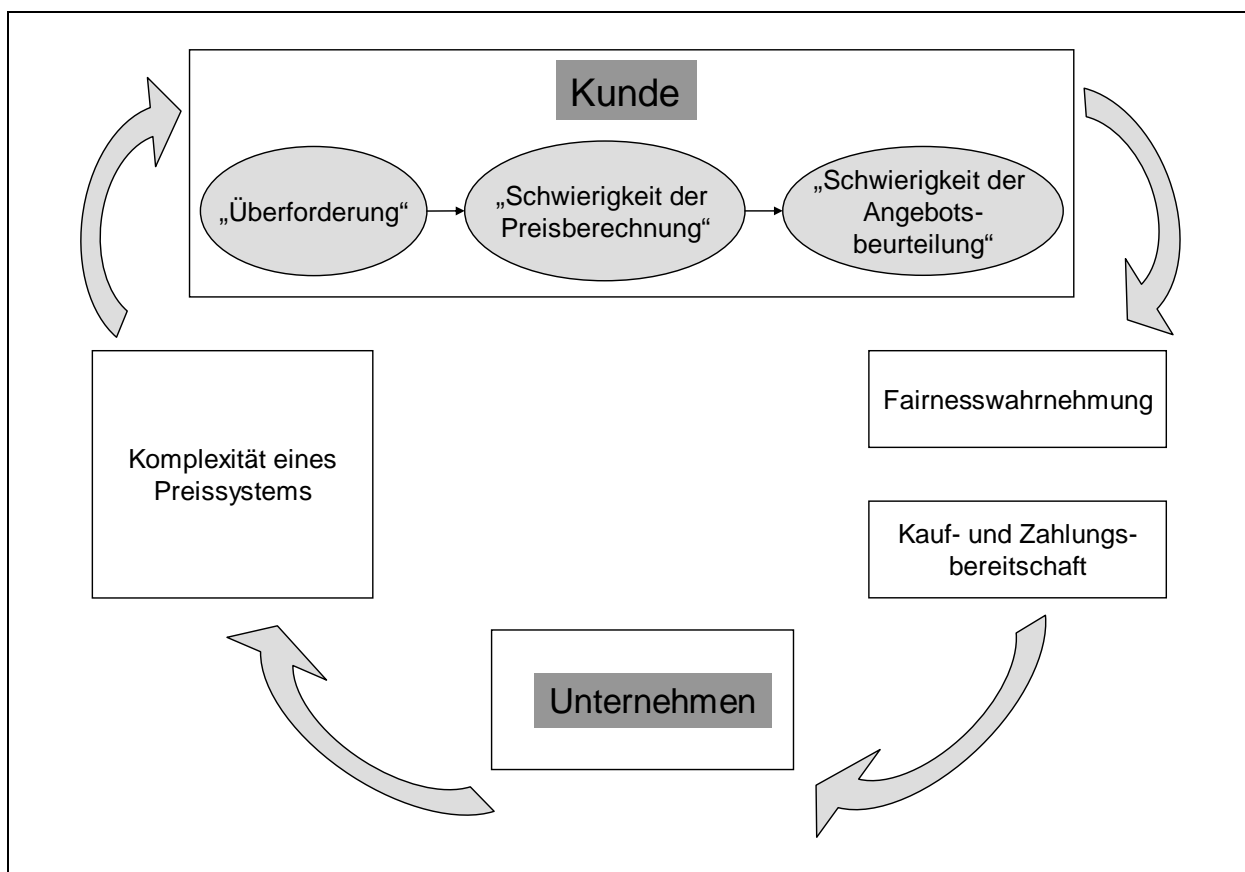 Kunde
„Überforderung“
„Schwierigkeit der
Preisberechnung“
„Schwierigkeit der
Angebots-
beurteilung“
Fairnesswahrnehmung
Komplexität eines
Preissystems
Kauf- und Zahlungs-
bereitschaft
Unternehmen